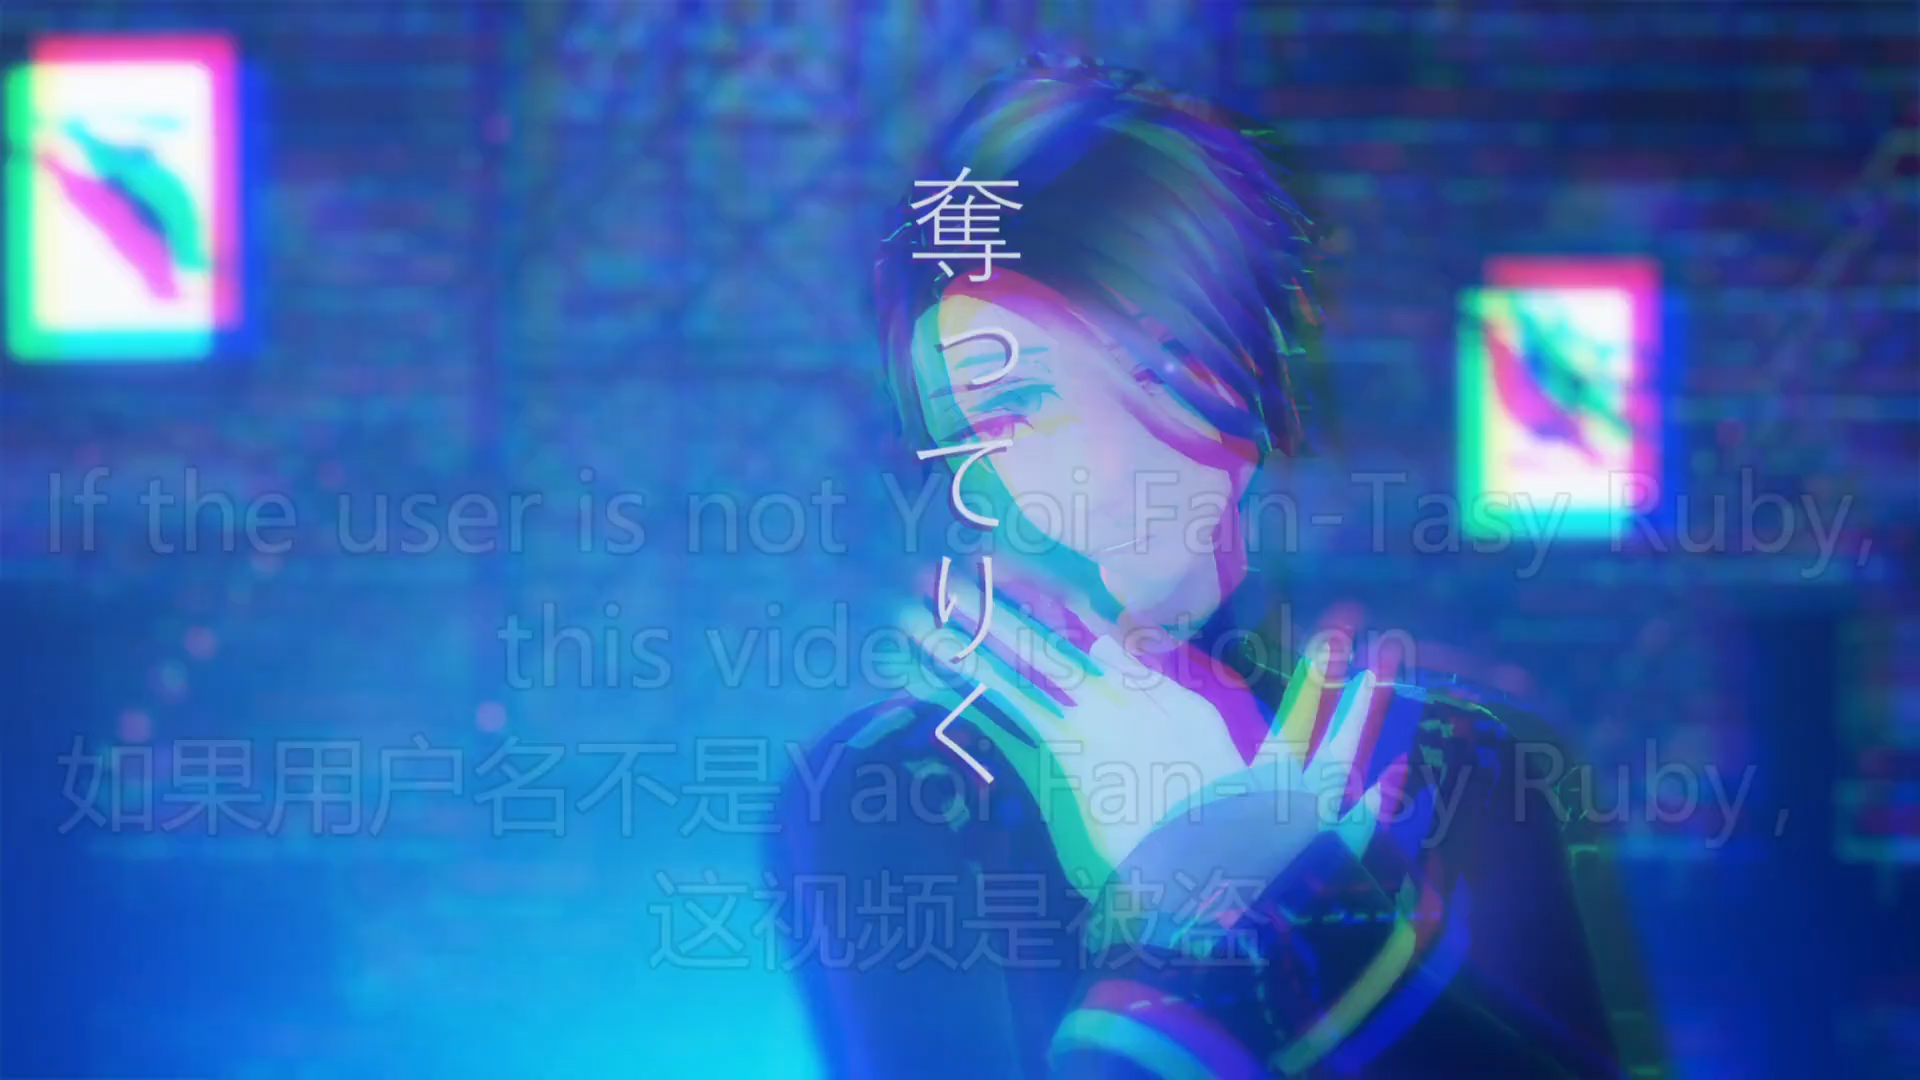 奪ってりく
If the user is not Yaoi Fan-Tasy Ruby,
this video is stolen
如果用户名不是Yaoi Fan-Tasy Ruby,
这视频是被盗